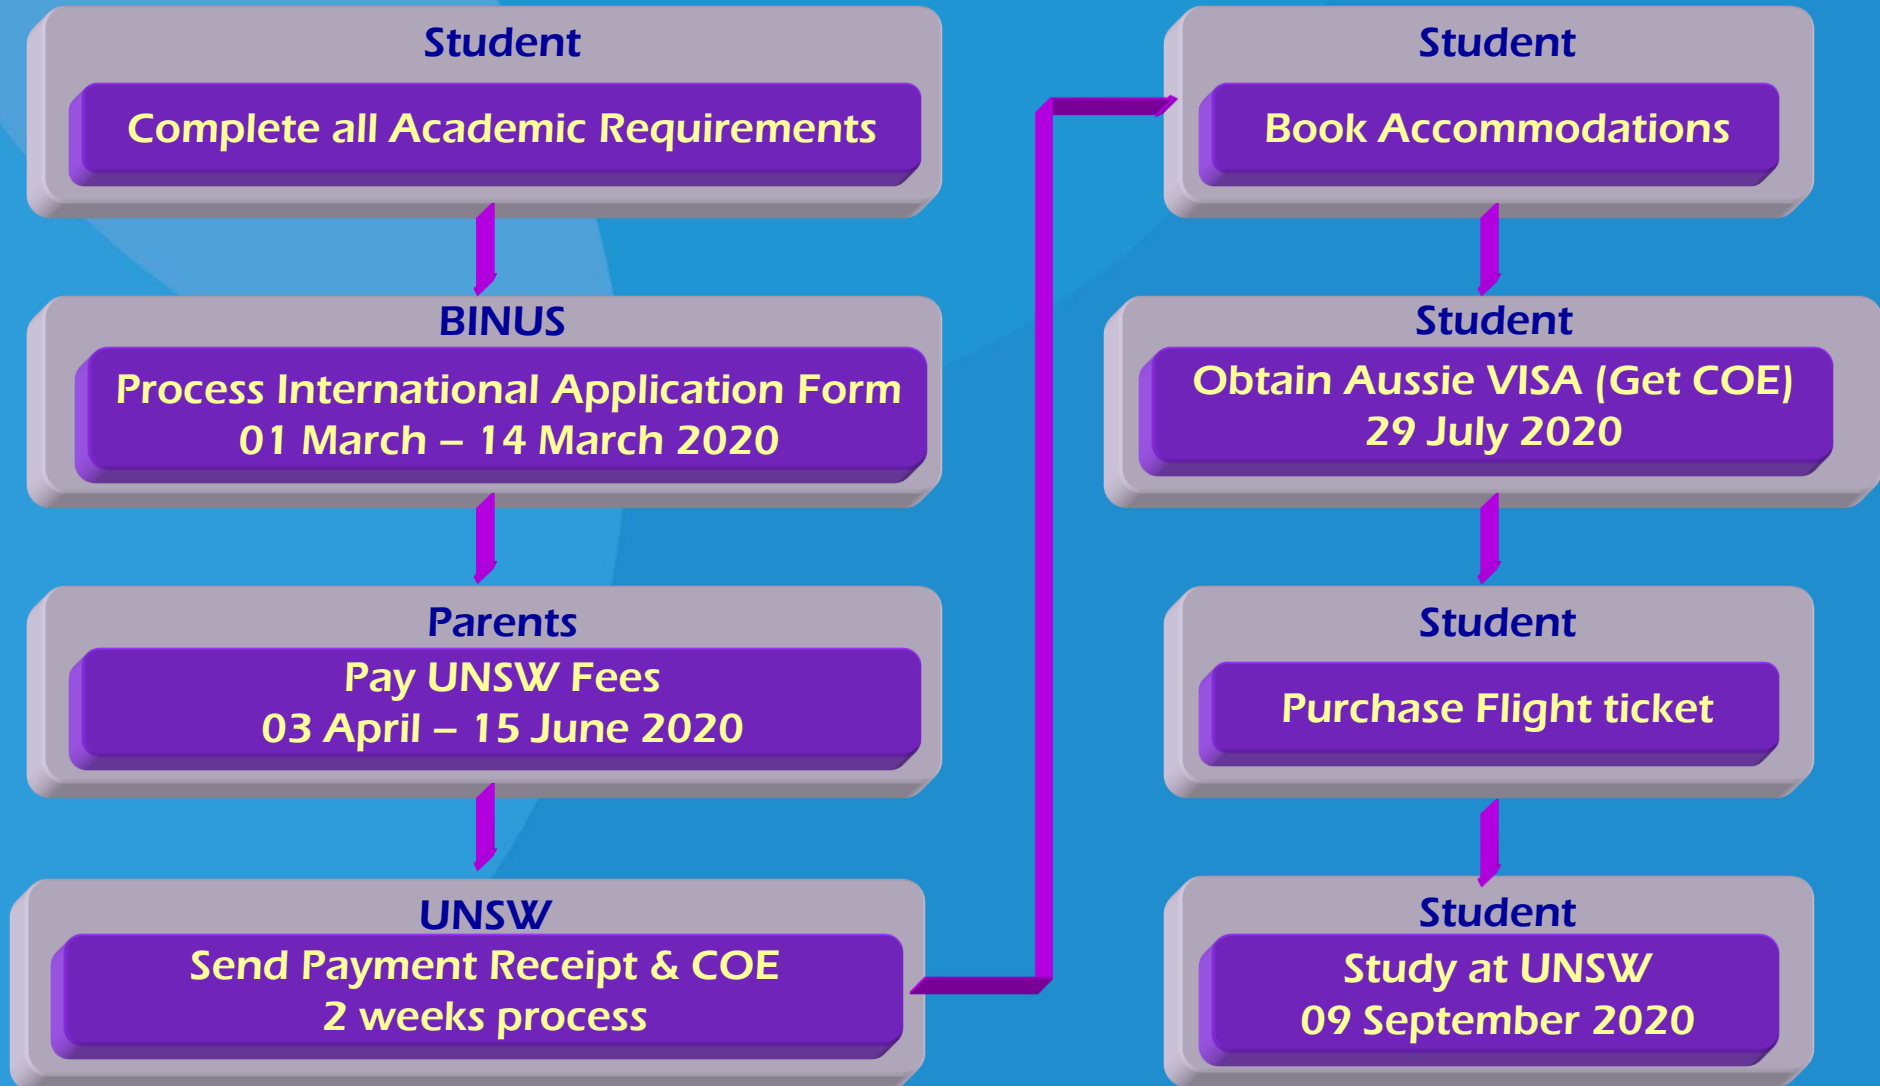 Student
Complete all Academic Requirements
BINUS
Process International Application Form
01 March – 14 March 2020
Parents
Pay UNSW Fees
03 April – 15 June 2020
UNSW
Send Payment Receipt & COE
2 weeks process
Student
Book Accommodations
Student
Obtain Aussie VISA (Get COE)
29 July 2020
Student
Purchase Flight ticket
Student
Study at UNSW
09 September 2020